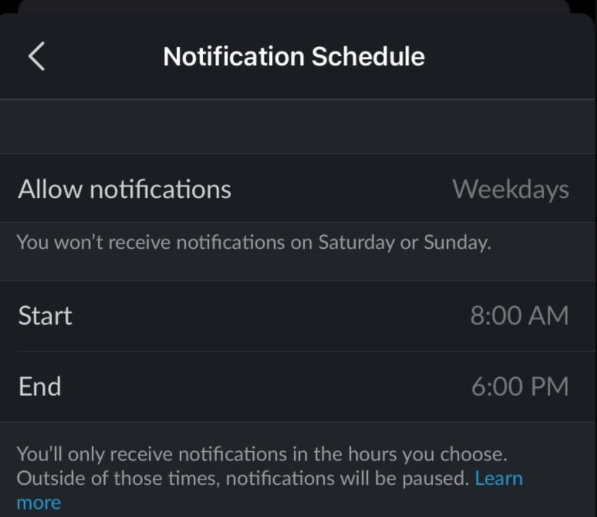 Notification Schedule
Allow notifications
Weekdays
You won't receive notifications on Saturday or Sunday.
Start
8:00 AM
End
6:00 PM
You'll only receive notifications in the hours you choose.
Outside of those times, notifications will be paused. Learn
more